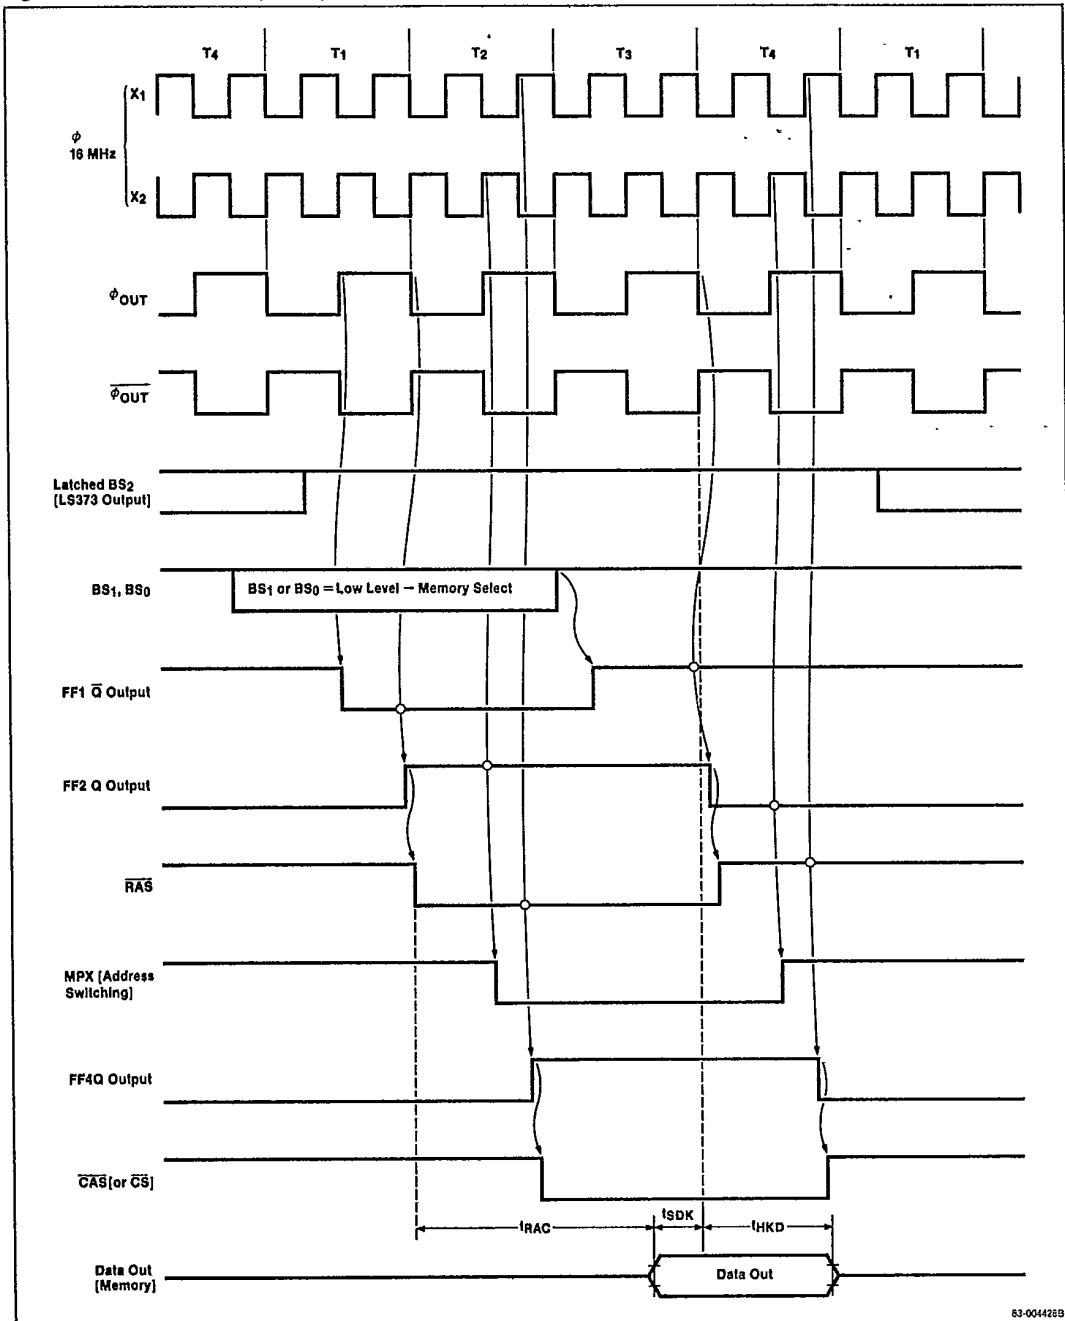 T4 T1 T2 T3 T4 T1
X1
ϕ
16 MHz
X2
ϕOUT
ϕOUT
Latched BS2
[LS373 Output]
BS1, BS0
BS1 or BS0 = Low Level → Memory Select
FF1 Q Output
FF2 Q Output
RAS
MPX [Address
Switching]
FF4Q Output
CAS [or CS]
tRAC tSDK tHKD
Data Out
[Memory]
Data Out
83-004426B